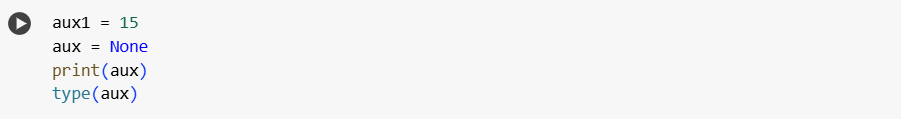 aux1 = 15
aux = None
print(aux)
type(aux)